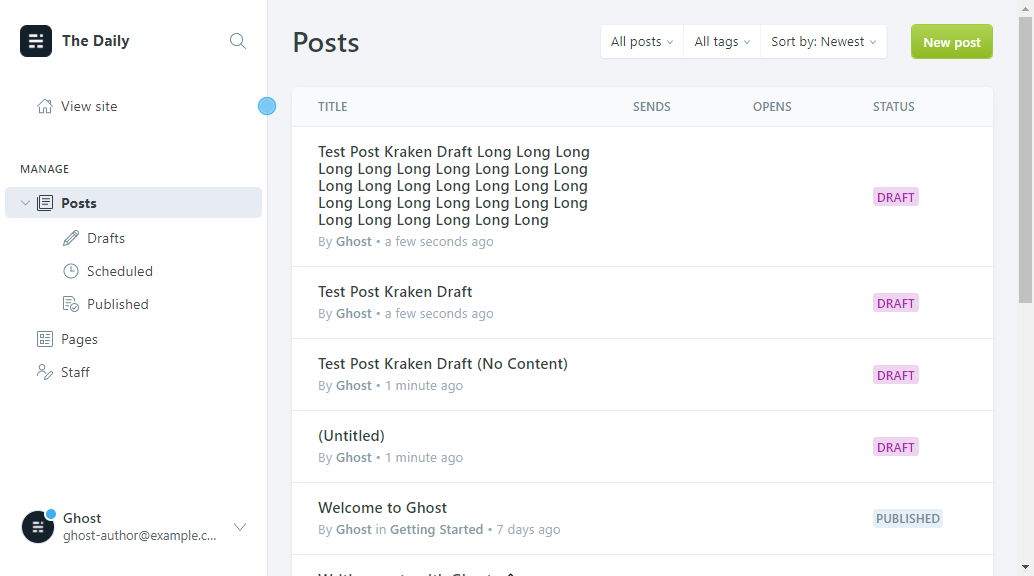 The Daily
View site
MANAGE
Posts
Drafts
Scheduled
Published
Pages
Staff
Ghost
ghost-author@example.c...
Posts
All posts
All tags
Sort by: Newest
New post
TITLE SENDS OPENS STATUS
Test Post Kraken Draft Long Long Long
Long Long Long Long Long Long Long
Long Long Long Long Long Long Long
Long Long Long Long Long Long Long
Long Long Long Long Long Long
By Ghost • a few seconds ago
DRAFT
Test Post Kraken Draft
By Ghost • a few seconds ago
DRAFT
Test Post Kraken Draft (No Content)
By Ghost • 1 minute ago
DRAFT
(Untitled)
By Ghost • 1 minute ago
DRAFT
Welcome to Ghost
By Ghost in Getting Started • 7 days ago
PUBLISHED